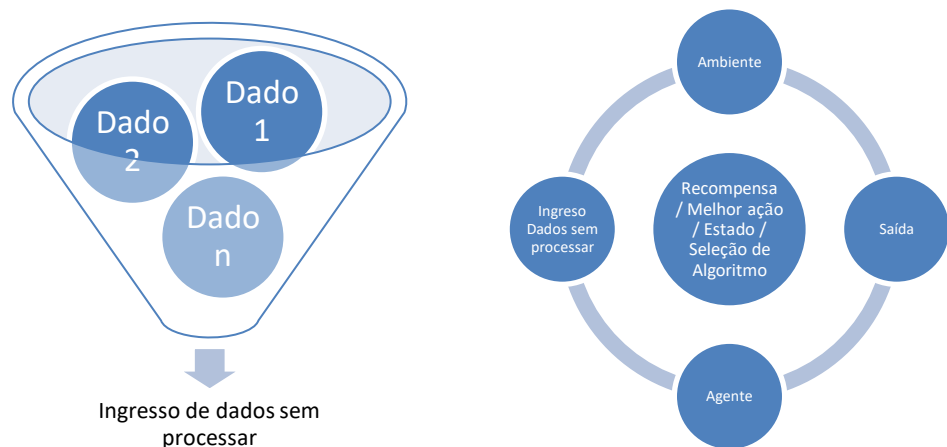 Dado
1
Dado
2
Dado
n
Ingresso de dados sem
processar
Ambiente
Ingreso
Dados sem
processar
Recompensa
/ Melhor ação
/ Estado /
Seleção de
Algoritmo
Saída
Agente